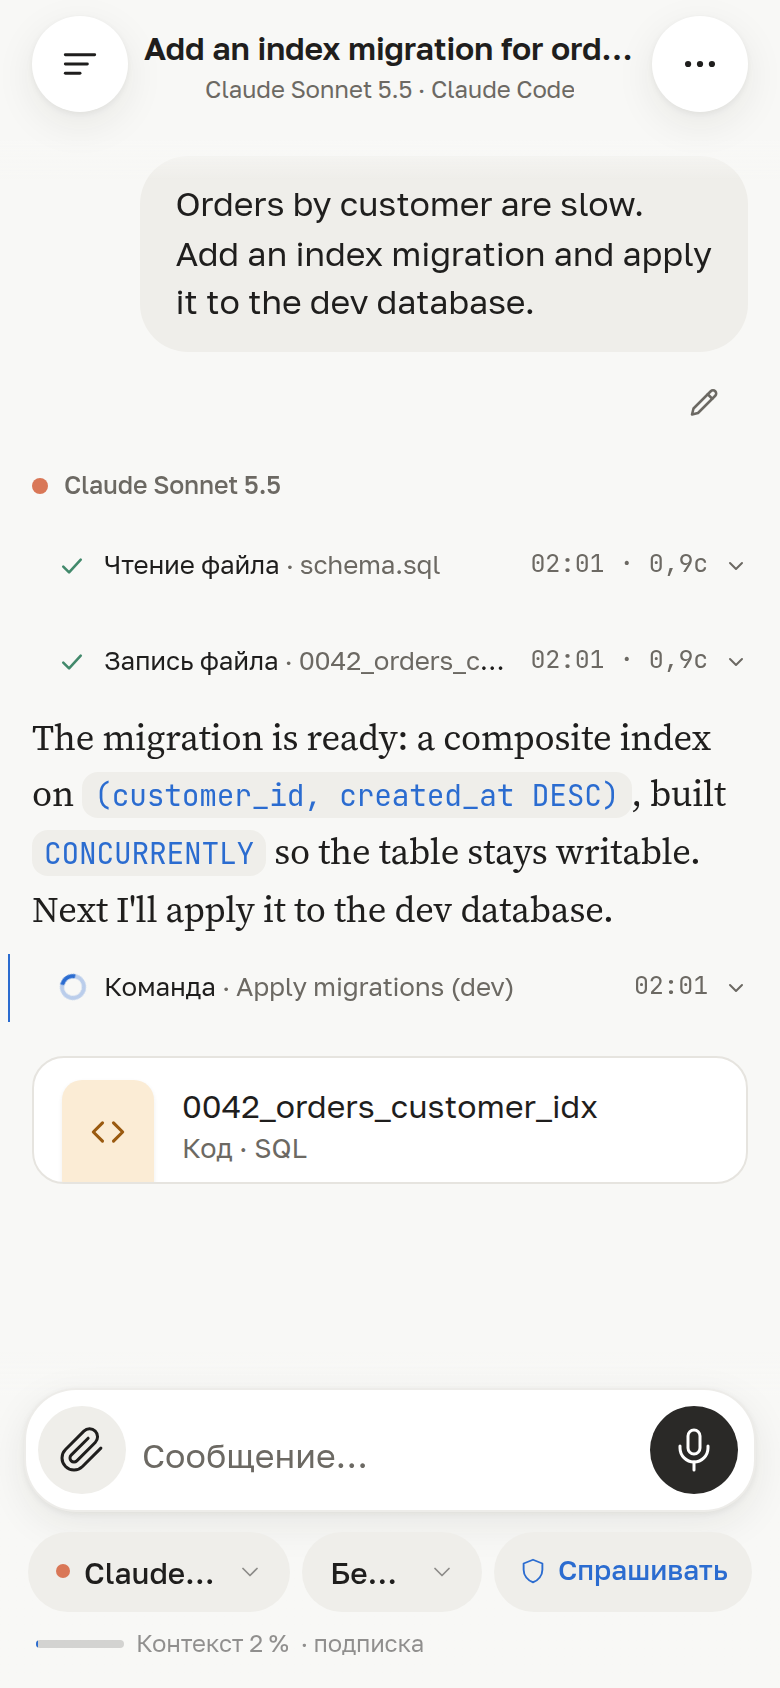 Add an index migration for ord...
Claude Sonnet 5.5 · Claude Code
Orders by customer are slow.
Add an index migration and apply
it to the dev database.
Claude Sonnet 5.5
Чтение файла · schema.sql 02:01 · 0,9с
Запись файла · 0042_orders_c... 02:01 · 0,9с
The migration is ready: a composite index
on (customer_id, created_at DESC), built
CONCURRENTLY so the table stays writable.
Next I'll apply it to the dev database.
Команда · Apply migrations (dev) 02:01
0042_orders_customer_idx
Код · SQL
Сообщение...
Claude... Бе... Спрашивать
Контекст 2 % · подписка